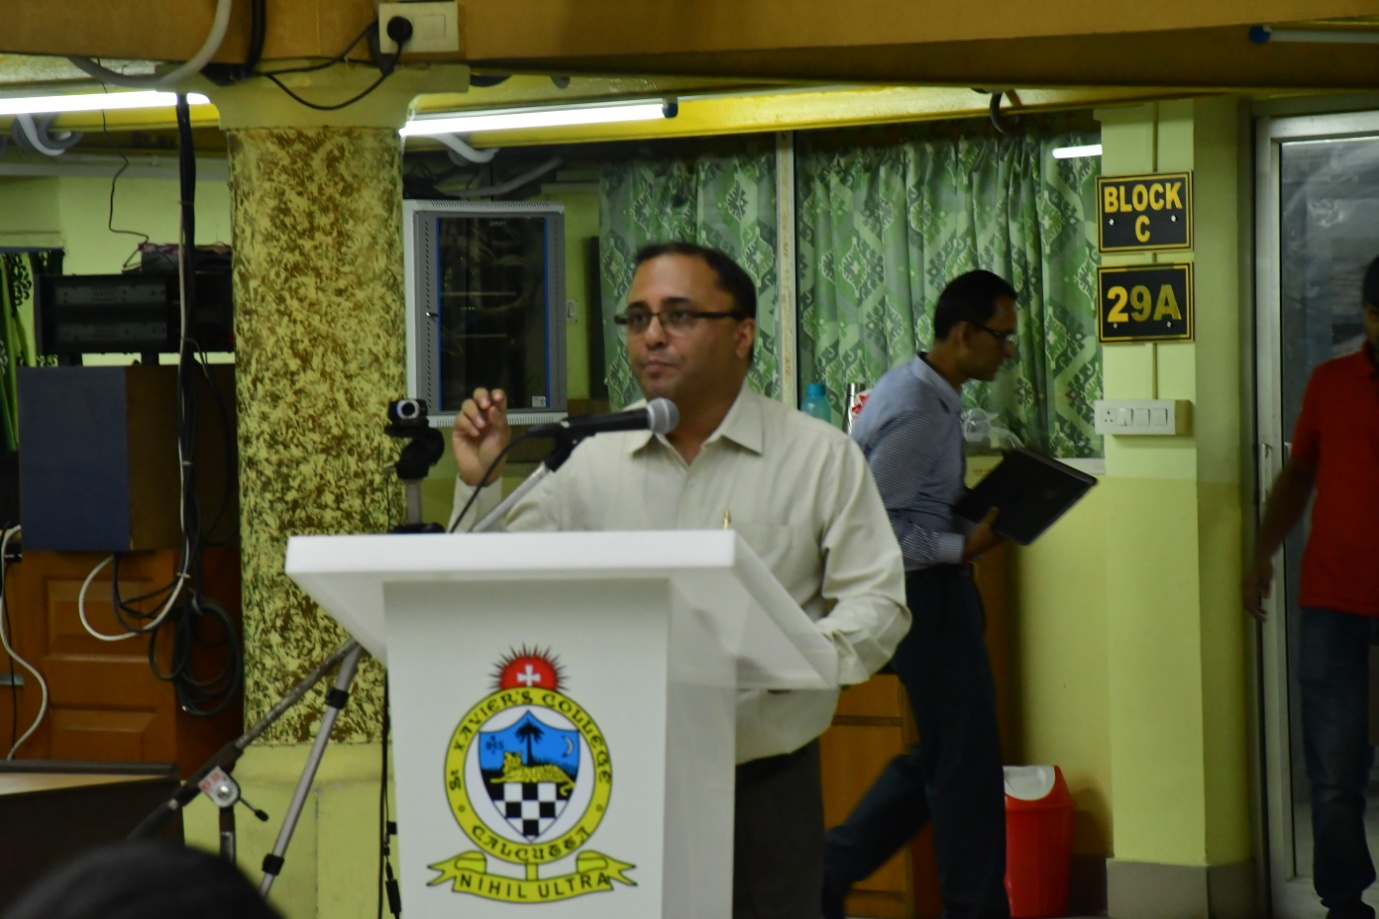 BLOCK
C
29A
ST XAVIER'S COLLEGE
CALCUTTA
NIHIL ULTRA